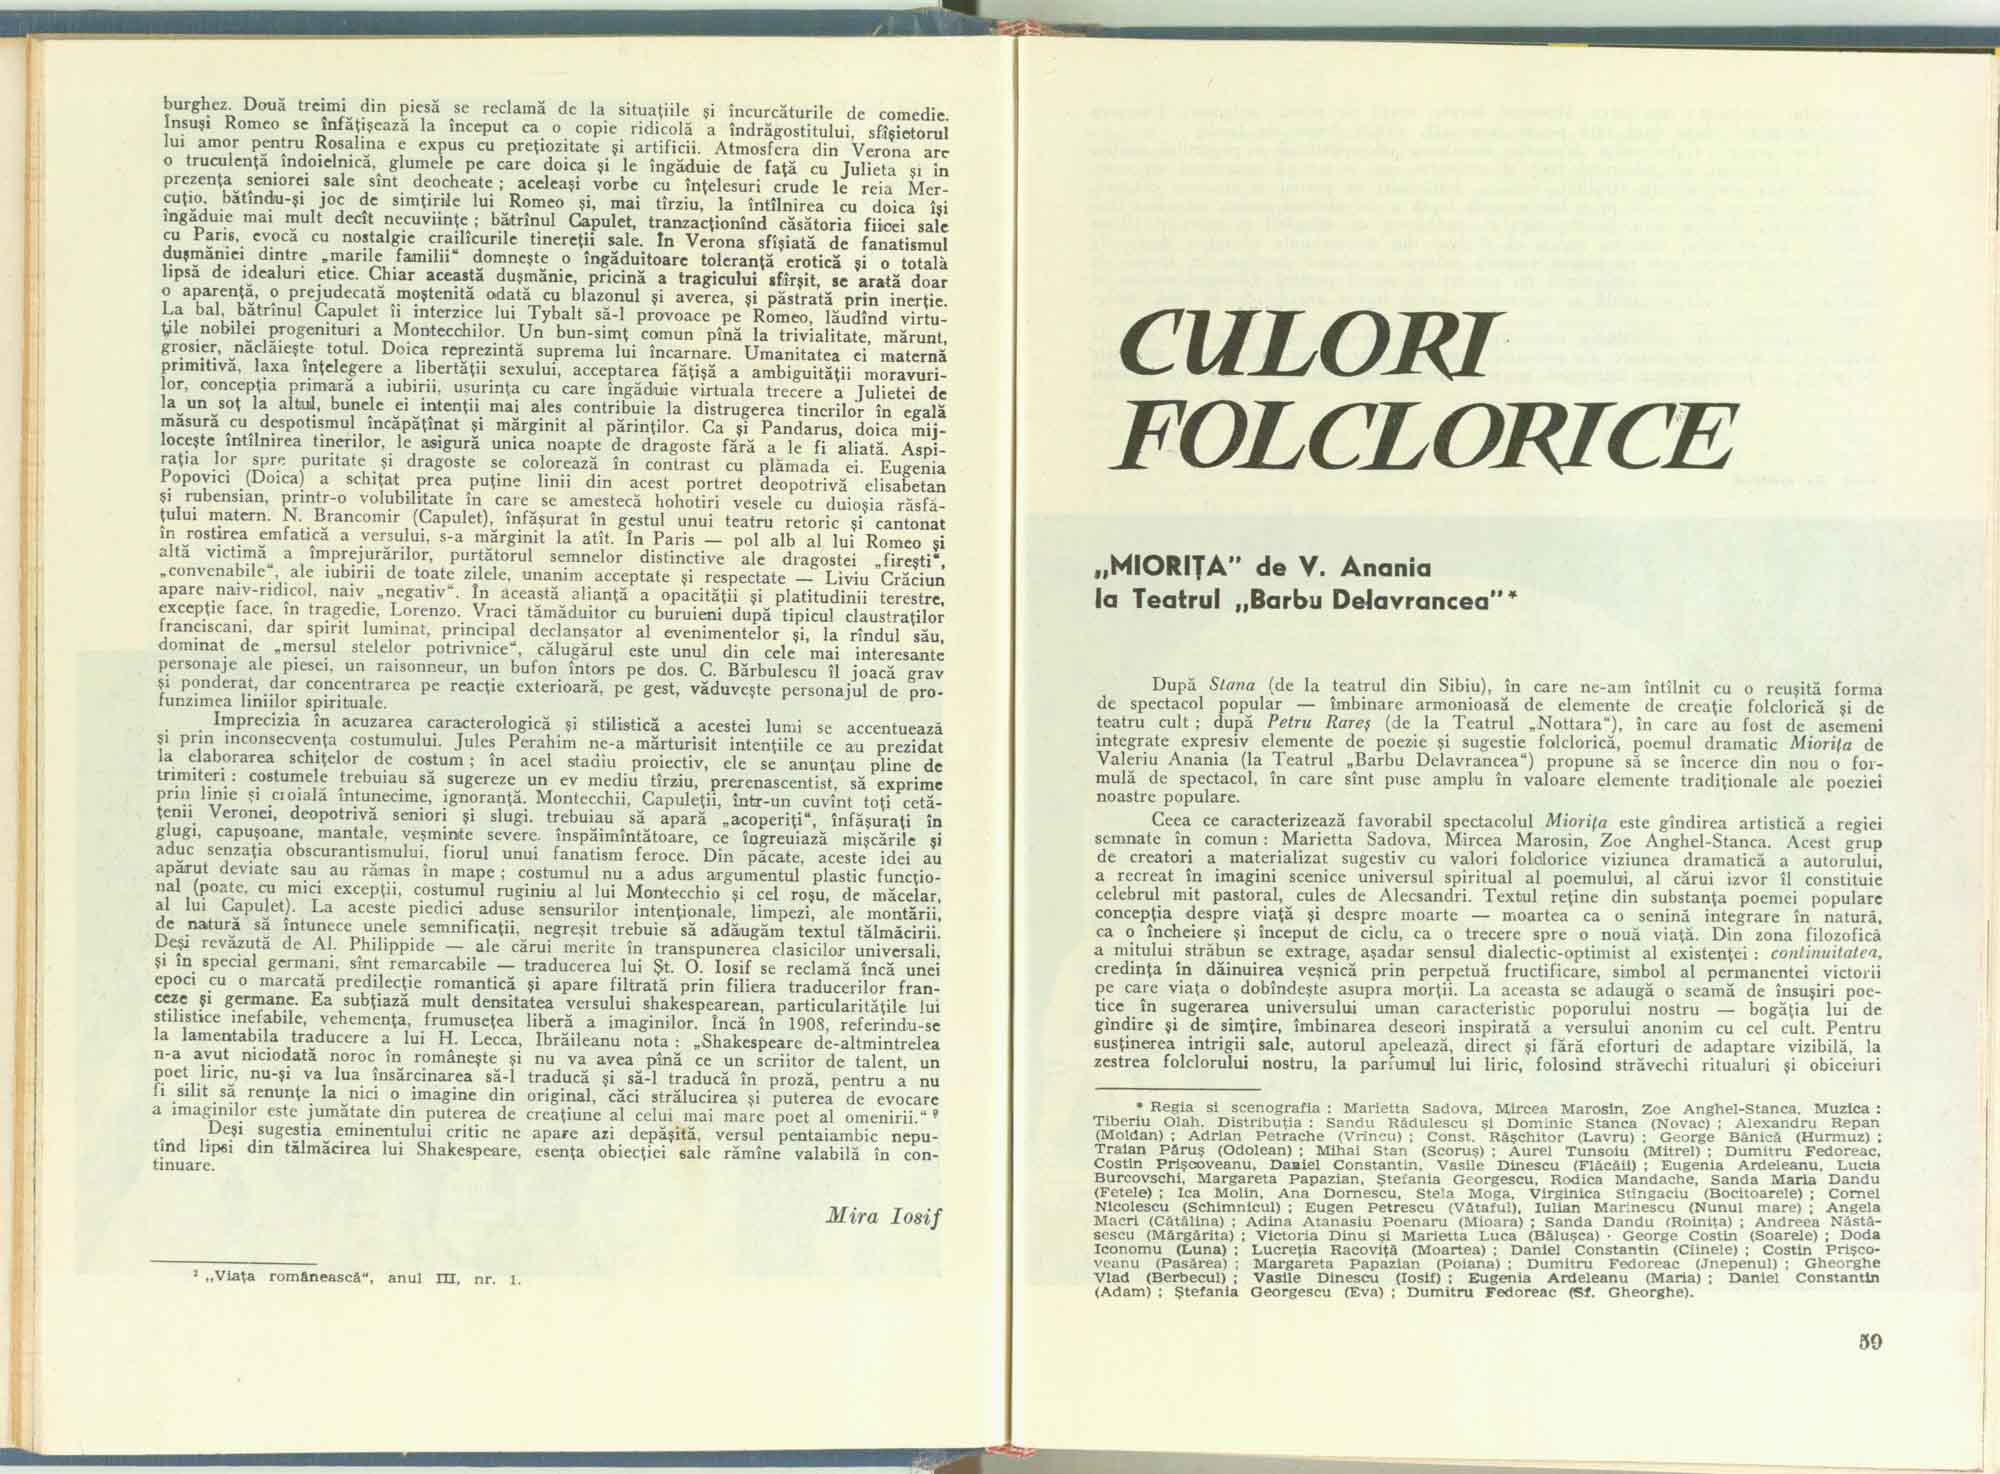 burghez. Două treimi din piesă se reclamă de la situațiile și încurcăturile de comedie.
Însuși Romeo se înfățișează la început ca o copie ridicolă a îndrăgostitului, sfîșietorul
lui amor pentru Rosalina e expus cu prețiozitate și artificii. Atmosfera din Verona are
o truculență îndoielnică, glumele pe care doica și le îngăduie de față cu Julieta și in
prezența seniorei sale sînt deocheate ; aceleași vorbe cu înțelesuri crude le reia Mer-
cuțio, bătîndu-și joc de simțirile lui Romeo și, mai tîrziu, la întîlnirea cu doica își
îngăduie mai mult decît necuviințe ; bătrînul Capulet, tranzacționînd căsătoria fiicei sale
cu Paris, evocă cu nostalgie crailîcurile tinereții sale. În Verona sfîșiată de fanatismul
dușmăniei dintre „marile familii“ domnește o îngăduitoare toleranță erotică și o totală
lipsă de idealuri etice. Chiar această dușmănie, pricină a tragicului sfîrșit, se arată doar
o aparență, o prejudecată moștenită odată cu blazonul și averea, și păstrată prin inerție.
La bal, bătrînul Capulet îi interzice lui Tybalt să-l provoace pe Romeo, lăudînd virtu-
țile nobilei progenituri a Montecchilor. Un bun-simț comun pînă la trivialitate, mărunt,
grosier, năclăiește totul. Doica reprezintă suprema lui încarnare. Umanitatea ei maternă
primitivă, laxa înțelegere a libertății sexului, acceptarea fățișă a ambiguității moravuri-
lor, concepția primară a iubirii, ușurința cu care îngăduie virtuala trecere a Julietei de
la un soț la altul, bunele ei intenții mai ales contribuie la distrugerea tinerilor în egală
măsură cu despotismul încăpățînat și mărginit al părinților. Ca și Pandarus, doica mij-
locește întîlnirea tinerilor, le asigură unica noapte de dragoste fără a le fi aliată. Aspi-
rația lor spre puritate și dragoste se colorează în contrast cu plămada ei. Eugenia
Popovici (Doica) a schițat prea puține linii din acest portret deopotrivă elisabetan
și rubensian, printr-o volubilitate în care se amestecă hohotiri vesele cu duioșia răsfă-
țului matern. N. Brancomir (Capulet), înfășurat în gestul unui teatru retoric și cantonat
în rostirea emfatică a versului, s-a mărginit la atît. În Paris — pol alb al lui Romeo și
altă victimă a împrejurărilor, purtătorul semnelor distinctive ale dragostei „firești“,
„convenabile“, ale iubirii de toate zilele, unanim acceptate și respectate — Liviu Crăciun
apare naiv-ridicol, naiv „negativ“. În această alianță a opacității și platitudinii terestre,
excepție face, în tragedie, Lorenzo. Vraci tămăduitor cu buruieni după tipicul claustraților
franciscani, dar spirit luminat, principal declanșator al evenimentelor și, la rîndul său,
dominat de „mersul stelelor potrivnice“, călugărul este unul din cele mai interesante
personaje ale piesei, un raisonneur, un bufon întors pe dos. C. Bărbulescu îl joacă grav
și ponderat, dar concentrarea pe reacție exterioară, pe gest, văduvește personajul de pro-
funzimea liniilor spirituale.
Imprecizia în acuzarea caracterologică și stilistică a acestei lumi se accentuează
și prin inconsecvența costumului. Jules Perahim ne-a mărturisit intențiile ce au prezidat
la elaborarea schițelor de costum ; în acel stadiu proiectiv, ele se anunțau pline de
trimiteri : costumele trebuiau să sugereze un ev mediu tîrziu, prerenascentist, să exprime
prin linie și croială întunecime, ignoranță. Montecchii, Capuleții, într-un cuvînt toți cetă-
țenii Veronei, deopotrivă seniori și slugi. trebuiau să apară „acoperiți“, înfășurați în
glugi, capușoane, mantale, veșminte severe. înspăimîntătoare, ce îngreuiază mișcările și
aduc senzația obscurantismului, fiorul unui fanatism feroce. Din păcate, aceste idei au
apărut deviate sau au rămas în mape ; costumul nu a adus argumentul plastic funcțio-
nal (poate, cu mici excepții, costumul ruginiu al lui Montecchio și cel roșu, de măcelar,
al lui Capulet). La aceste piedici aduse sensurilor intenționale, limpezi, ale montării,
de natură să întunece unele semnificații, negreșit trebuie să adăugăm textul tălmăcirii.
Deși revăzută de Al. Philippide — ale cărui merite în transpunerea clasicilor universali,
și în special germani, sînt remarcabile — traducerea lui Șt. O. Iosif se reclamă încă unei
epoci cu o marcată predilecție romantică și apare filtrată prin filiera traducerilor fran-
ceze și germane. Ea subțiază mult densitatea versului shakespearean, particularitățile lui
stilistice inefabile, vehemența, frumusețea liberă a imaginilor. Încă în 1908, referindu-se
la lamentabila traducere a lui H. Lecca, Ibrăileanu nota : „Shakespeare de-altmintrelea
n-a avut niciodată noroc în românește și nu va avea pînă ce un scriitor de talent, un
poet liric, nu-și va lua însărcinarea să-l traducă și să-l traducă în proză, pentru a nu
fi silit să renunțe la nici o imagine din original, căci strălucirea și puterea de evocare
a imaginilor este jumătate din puterea de creațiune al celui mai mare poet al omenirii.“ ²
Deși sugestia eminentului critic ne apare azi depășită, versul pentaiambic nepu-
tînd lipsi din tălmăcirea lui Shakespeare, esența obiecției sale rămîne valabilă în con-
tinuare.
Mira Iosif
² „Viața românească“, anul III, nr. 1.
CULORI
FOLCLORICE
„MIORIȚA” de V. Anania
la Teatrul „Barbu Delavrancea”*
După Stana (de la teatrul din Sibiu), în care ne-am întîlnit cu o reușită formă
de spectacol popular — îmbinare armonioasă de elemente de creație folclorică și de
teatru cult ; după Petru Rareș (de la Teatrul „Nottara“), în care au fost de asemeni
integrate expresiv elemente de poezie și sugestie folclorică, poemul dramatic Miorița de
Valeriu Anania (la Teatrul „Barbu Delavrancea“) propune să se încerce din nou o for-
mulă de spectacol, în care sînt puse amplu în valoare elemente tradiționale ale poeziei
noastre populare.
Ceea ce caracterizează favorabil spectacolul Miorița este gîndirea artistică a regiei
semnate în comun : Marietta Sadova, Mircea Marosin, Zoe Anghel-Stanca. Acest grup
de creatori a materializat sugestiv cu valori folclorice viziunea dramatică a autorului,
a recreat în imagini scenice universul spiritual al poemului, al cărui izvor îl constituie
celebrul mit pastoral, cules de Alecsandri. Textul reține din substanța poemei populare
concepția despre viață și despre moarte — moartea ca o senină integrare în natură,
ca o încheiere și început de ciclu, ca o trecere spre o nouă viață. Din zona filozofică
a mitului străbun se extrage, așadar sensul dialectic-optimist al existenței : continuitatea,
credința în dăinuirea veșnică prin perpetuă fructificare, simbol al permanentei victorii
pe care viața o dobîndește asupra morții. La aceasta se adaugă o seamă de însușiri poe-
tice în sugerarea universului uman caracteristic poporului nostru — bogăția lui de
gîndire și de simțire, îmbinarea deseori inspirată a versului anonim cu cel cult. Pentru
susținerea intrigii sale, autorul apelează, direct și fără eforturi de adaptare vizibilă, la
zestrea folclorului nostru, la parfumul lui liric, folosind străvechi ritualuri și obiceiuri
* Regia si scenografia : Marietta Sadova, Mircea Marosin, Zoe Anghel-Stanca. Muzica :
Tiberiu Olah. Distribuția : Sandu Rădulescu și Dominic Stanca (Novac) ; Alexandru Repan
(Moldan) ; Adrian Petrache (Vrîncu) ; Const. Rășchitor (Lavru) ; George Bănică (Hurmuz) ;
Traian Păruș (Odolean) ; Mihai Stan (Scoruș) ; Aurel Tunsoiu (Mitrel) ; Dumitru Fedoreac,
Costin Prișcoveanu, Daniel Constantin, Vasile Dinescu (Flăcăii) ; Eugenia Ardeleanu, Lucia
Burcovschi, Margareta Papazian, Ștefania Georgescu, Rodica Mandache, Sanda Maria Dandu
(Fetele) ; Ica Molin, Ana Dornescu, Stela Moga, Virginica Stîngaciu (Bocitoarele) ; Cornel
Nicolescu (Schimnicul) ; Eugen Petrescu (Vătaful), Iulian Marinescu (Nunul mare) ; Angela
Macri (Cătălina) ; Adina Atanasiu Poenaru (Mioara) ; Sanda Dandu (Roinița) ; Andreea Năstă-
sescu (Mărgărita) ; Victoria Dinu și Marietta Luca (Bălușca) · George Costin (Soarele) ; Doda
Iconomu (Luna) ; Lucreția Racoviță (Moartea) ; Daniel Constantin (Cîinele) ; Costin Prișco-
veanu (Pasărea) ; Margareta Papazian (Poiana) ; Dumitru Fedoreac (Jnepenul) ; Gheorghe
Vlad (Berbecul) ; Vasile Dinescu (Iosif) ; Eugenia Ardeleanu (Maria) ; Daniel Constantin
(Adam) ; Ștefania Georgescu (Eva) ; Dumitru Fedoreac (Sf. Gheorghe).
59